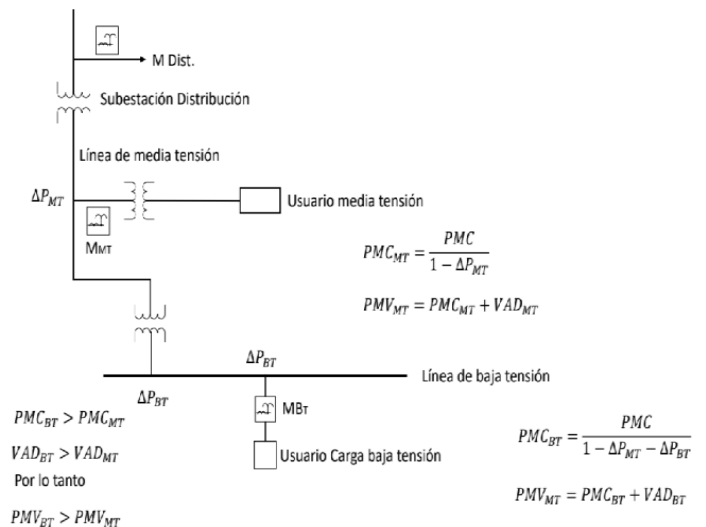 M Dist.
Subestación Distribución
Línea de media tensión
ΔP_MT
Usuario media tensión
MMT
PMC_MT = PMC / (1 − ΔP_MT)
PMV_MT = PMC_MT + VAD_MT
ΔP_BT
Línea de baja tensión
ΔP_BT
MBT
PMC_BT > PMC_MT
VAD_BT > VAD_MT
Por lo tanto
PMV_BT > PMV_MT
Usuario Carga baja tensión
PMC_BT = PMC / (1 − ΔP_MT − ΔP_BT)
PMV_MT = PMC_BT + VAD_BT